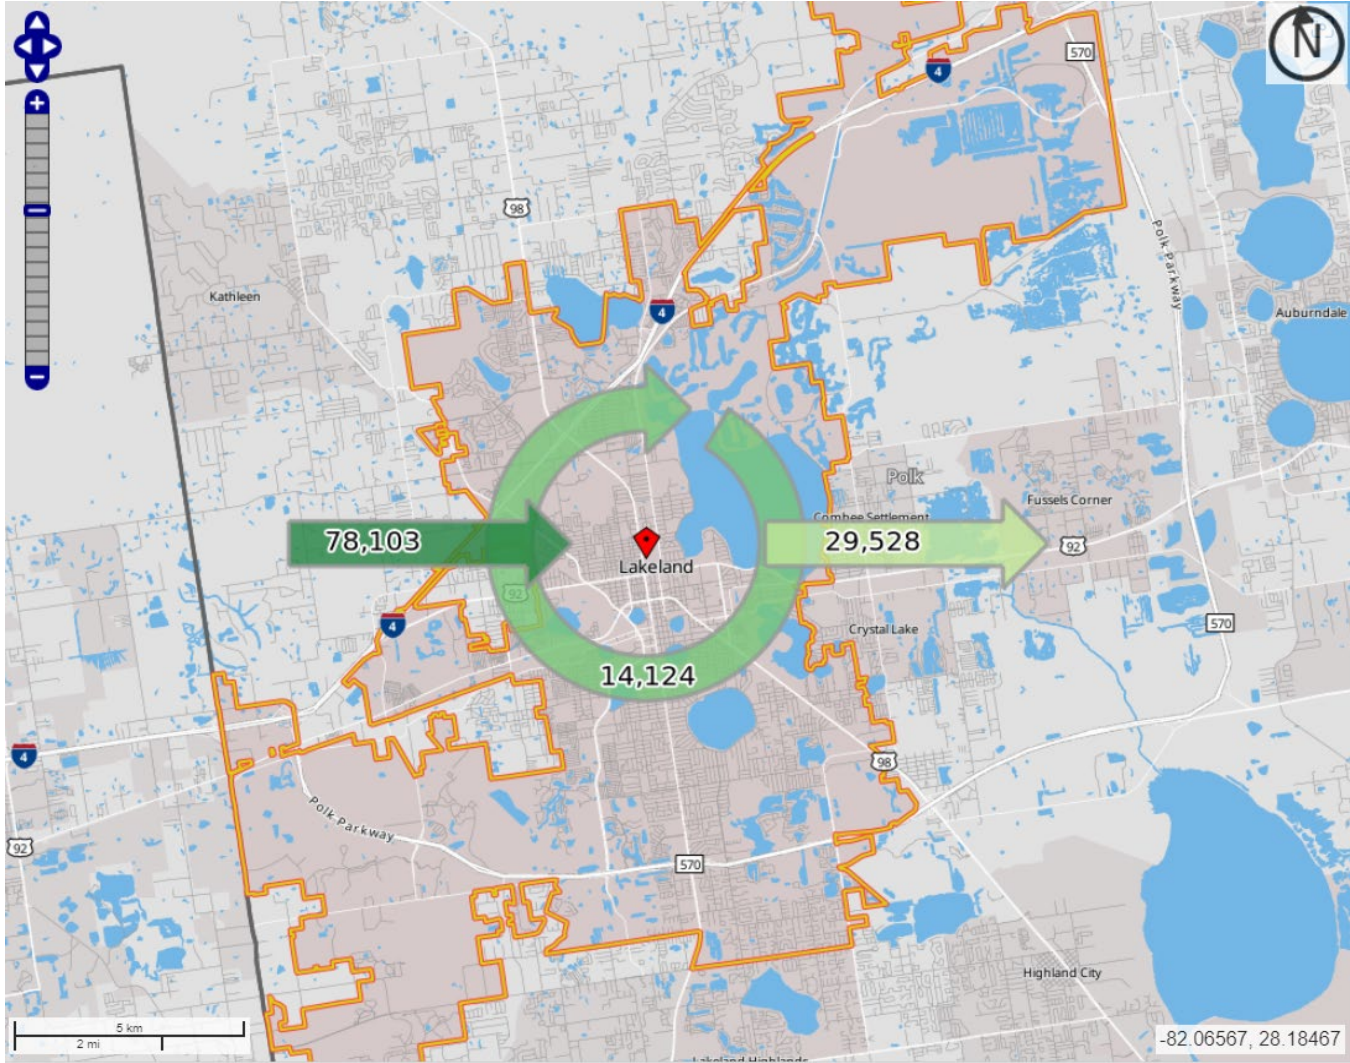 N
570
4
98
Polk Parkway
Kathleen
4
Auburndale
Polk
Fussels Corner
Combee Settlement
78,103
29,528
92
Lakeland
92
4
Crystal Lake
570
14,124
4
98
Polk Parkway
92
570
Highland City
5 km
2 mi
-82.06567, 28.18467
Lakeland Highlands